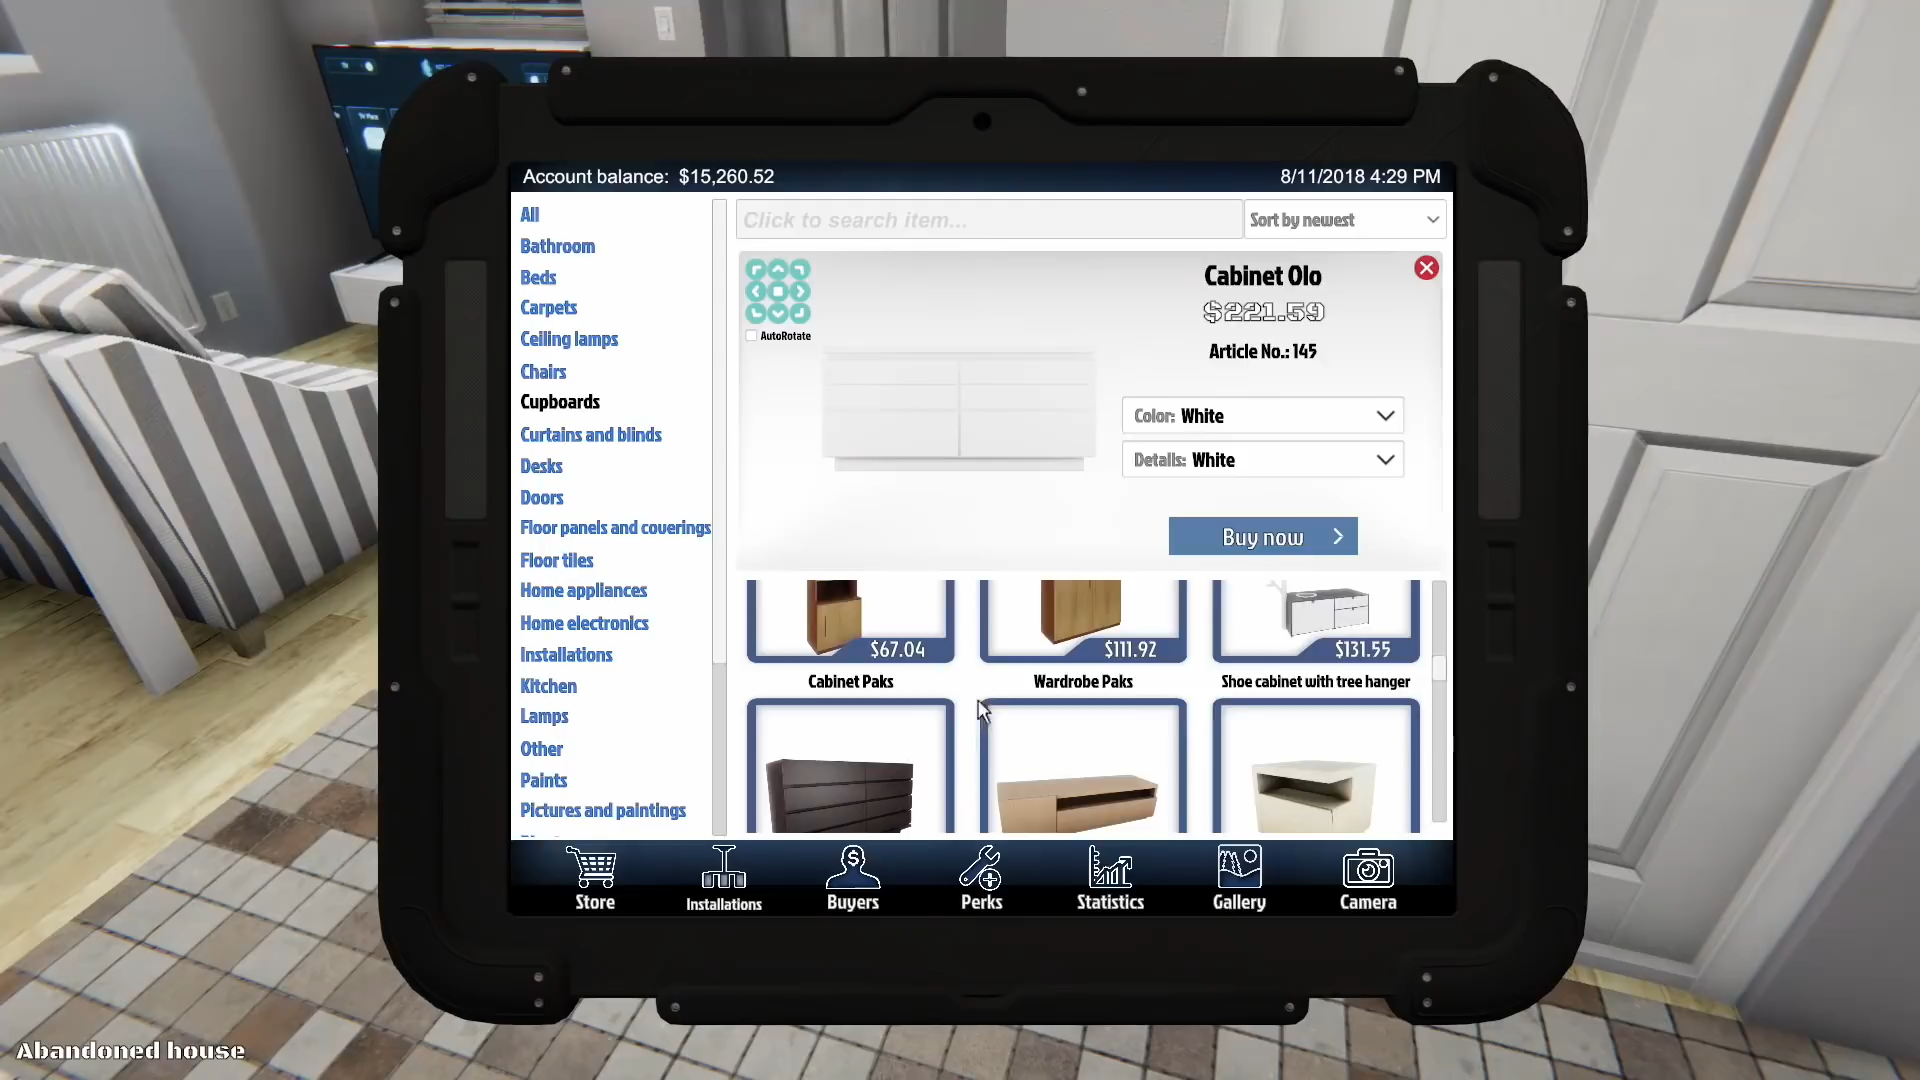 Account balance: $15,260.52
8/11/2018 4:29 PM
All
Bathroom
Beds
Carpets
Ceiling lamps
Chairs
Cupboards
Curtains and blinds
Desks
Doors
Floor panels and coverings
Floor tiles
Home appliances
Home electronics
Installations
Kitchen
Lamps
Other
Paints
Pictures and paintings
Click to search item...
Sort by newest
AutoRotate
Cabinet Olo
$221.59
Article No.: 145
Color: White
Details: White
Buy now
$67.04
$111.92
$131.55
Cabinet Paks
Wardrobe Paks
Shoe cabinet with tree hanger
Store
Installations
Buyers
Perks
Statistics
Gallery
Camera
Abandoned house